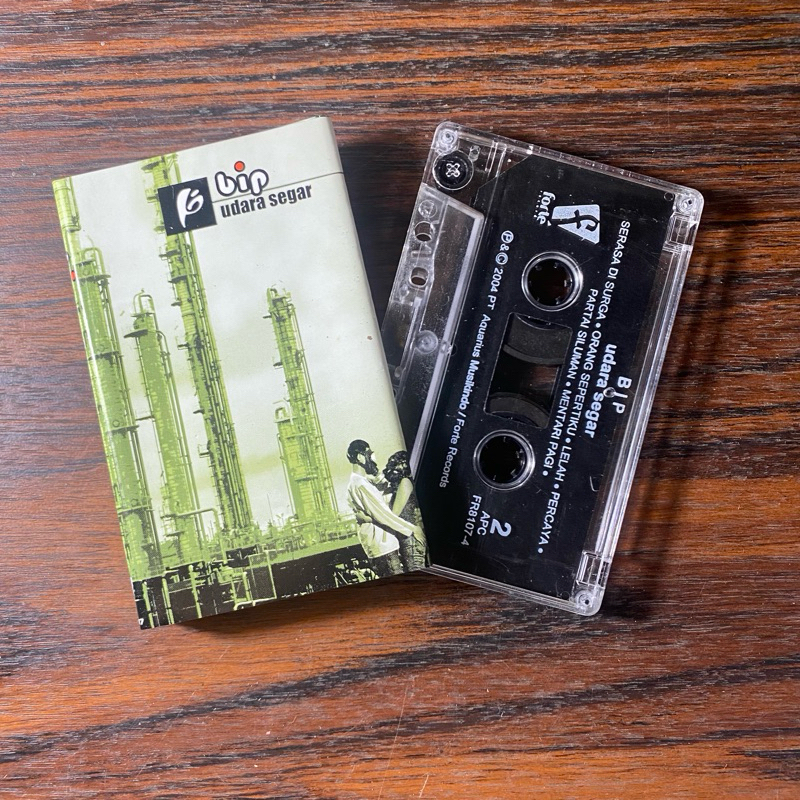 bip
udara segar
forte
B I P
udara segar
SERASA DI SURGA • ORANG SEPERTIKU • LELAH • PERCAYA •
PARTAI SILUMAN • MENTARI PAGI •
℗&© 2004 PT Aquarius Musikindo / Forte Records
2
APC
FR8107-4